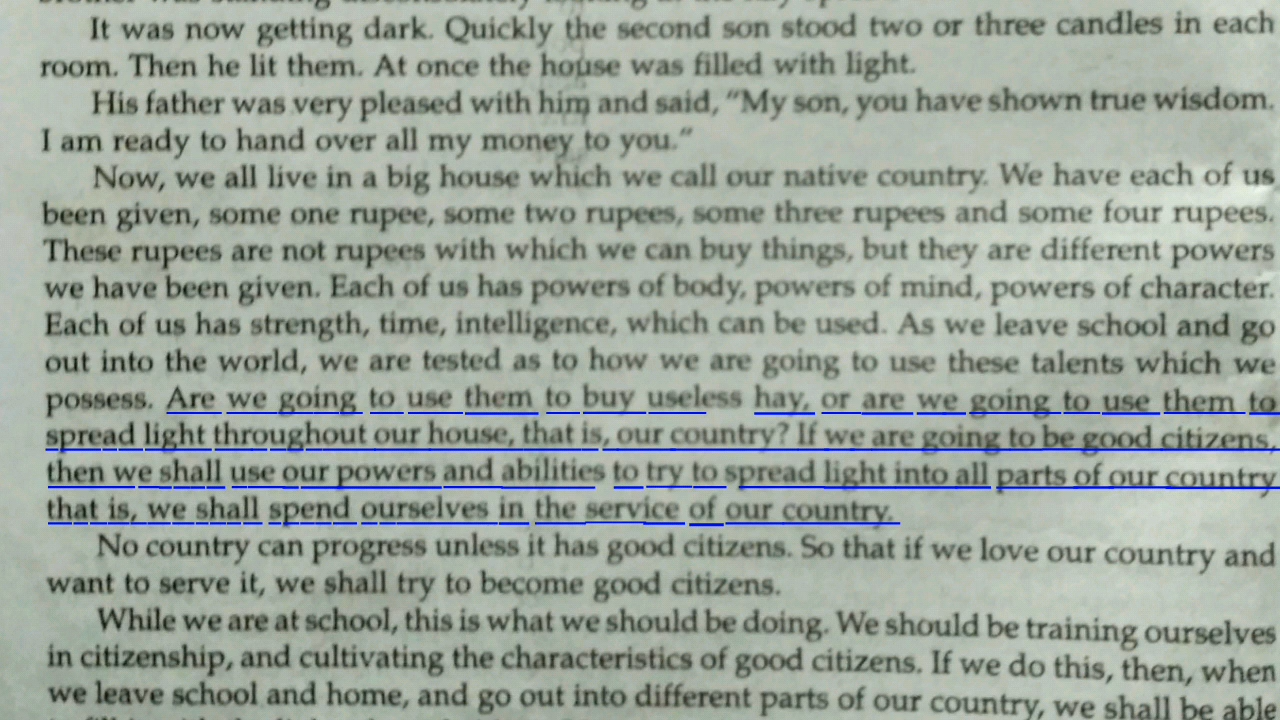 It was now getting dark. Quickly the second son stood two or three candles in each
room. Then he lit them. At once the house was filled with light.
His father was very pleased with him and said, "My son, you have shown true wisdom.
I am ready to hand over all my money to you."
Now, we all live in a big house which we call our native country. We have each of us
been given, some one rupee, some two rupees, some three rupees and some four rupees.
These rupees are not rupees with which we can buy things, but they are different powers
we have been given. Each of us has powers of body, powers of mind, powers of character.
Each of us has strength, time, intelligence, which can be used. As we leave school and go
out into the world, we are tested as to how we are going to use these talents which we
possess. Are we going to use them to buy useless hay, or are we going to use them to
spread light throughout our house, that is, our country? If we are going to be good citizens,
then we shall use our powers and abilities to try to spread light into all parts of our country
that is, we shall spend ourselves in the service of our country.
No country can progress unless it has good citizens. So that if we love our country and
want to serve it, we shall try to become good citizens.
While we are at school, this is what we should be doing. We should be training ourselves
in citizenship, and cultivating the characteristics of good citizens. If we do this, then, when
we leave school and home, and go out into different parts of our country, we shall be able